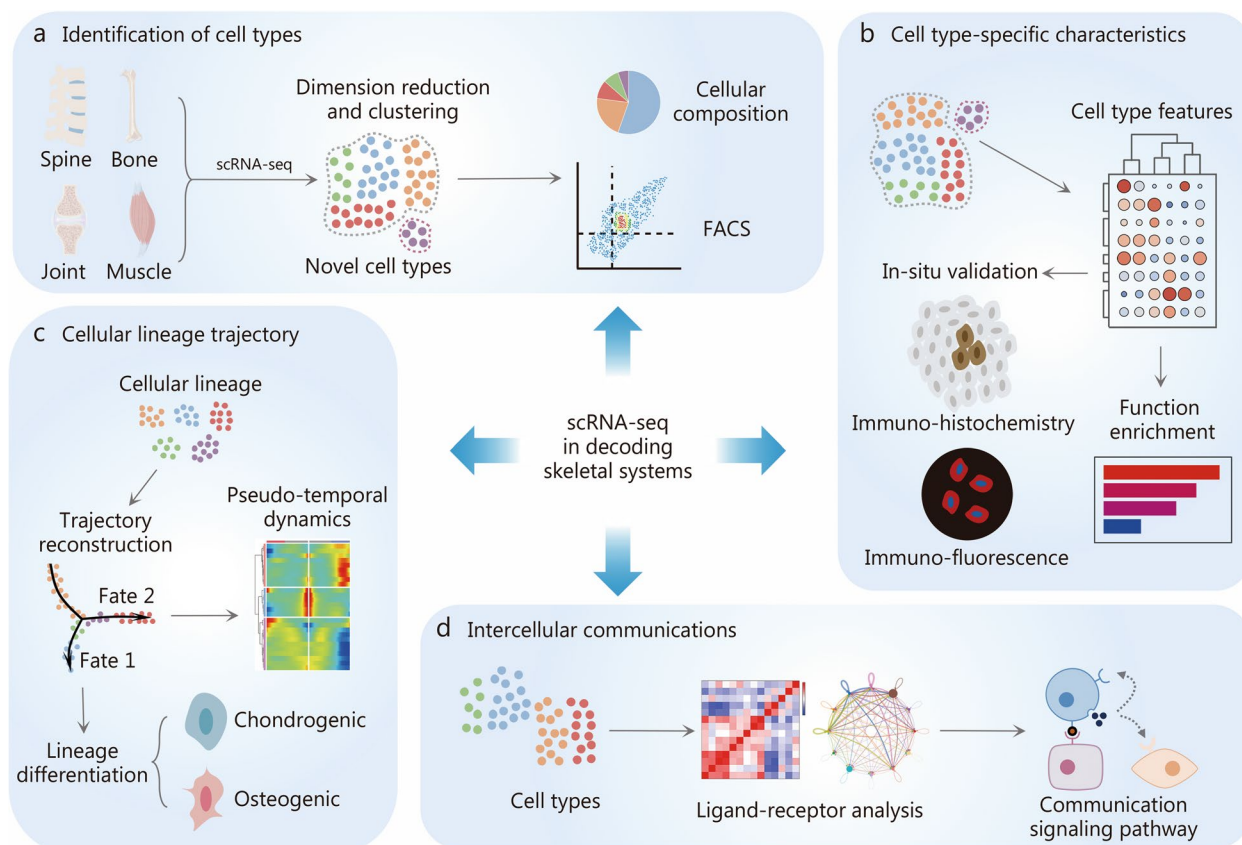 a Identification of cell types
Spine
Bone
Joint
Muscle
scRNA-seq
Dimension reduction
and clustering
Novel cell types
Cellular
composition
FACS
b Cell type-specific characteristics
Cell type features
In-situ validation
Immuno-histochemistry
Immuno-fluorescence
Function
enrichment
scRNA-seq
in decoding
skeletal systems
c Cellular lineage trajectory
Cellular lineage
Trajectory
reconstruction
Pseudo-temporal
dynamics
Fate 2
Fate 1
Lineage
differentiation
Chondrogenic
Osteogenic
d Intercellular communications
Cell types
Ligand-receptor analysis
Communication
signaling pathway